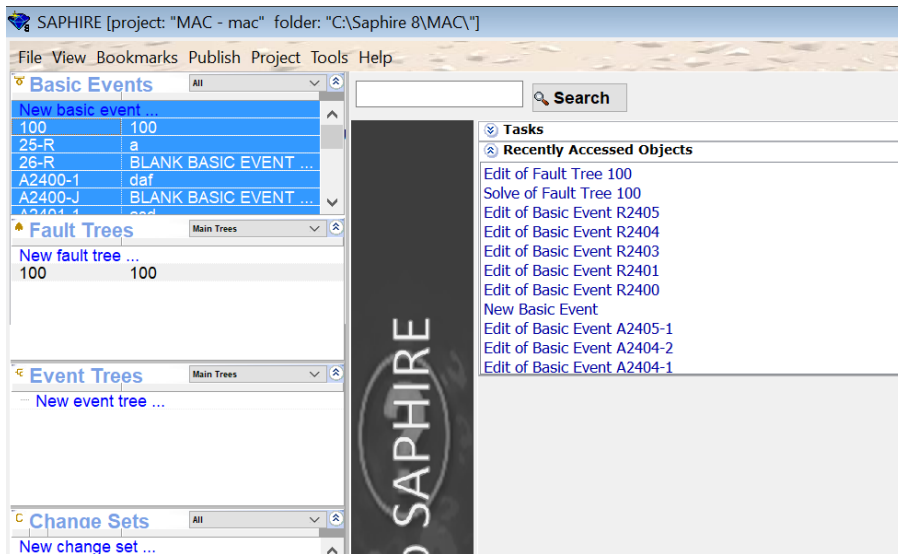 SAPHIRE [project: "MAC - mac" folder: "C:\Saphire 8\MAC\"]
File View Bookmarks Publish Project Tools Help
Basic Events All
New basic event ...
100 100
25-R a
26-R BLANK BASIC EVENT ...
A2400-1 daf
A2400-J BLANK BASIC EVENT ...
Fault Trees Main Trees
New fault tree ...
100 100
Event Trees Main Trees
New event tree ...
Change Sets All
New change set ...
Search
Tasks
Recently Accessed Objects
Edit of Fault Tree 100
Solve of Fault Tree 100
Edit of Basic Event R2405
Edit of Basic Event R2404
Edit of Basic Event R2403
Edit of Basic Event R2401
Edit of Basic Event R2400
New Basic Event
Edit of Basic Event A2405-1
Edit of Basic Event A2404-2
Edit of Basic Event A2404-1
SAPHIRE